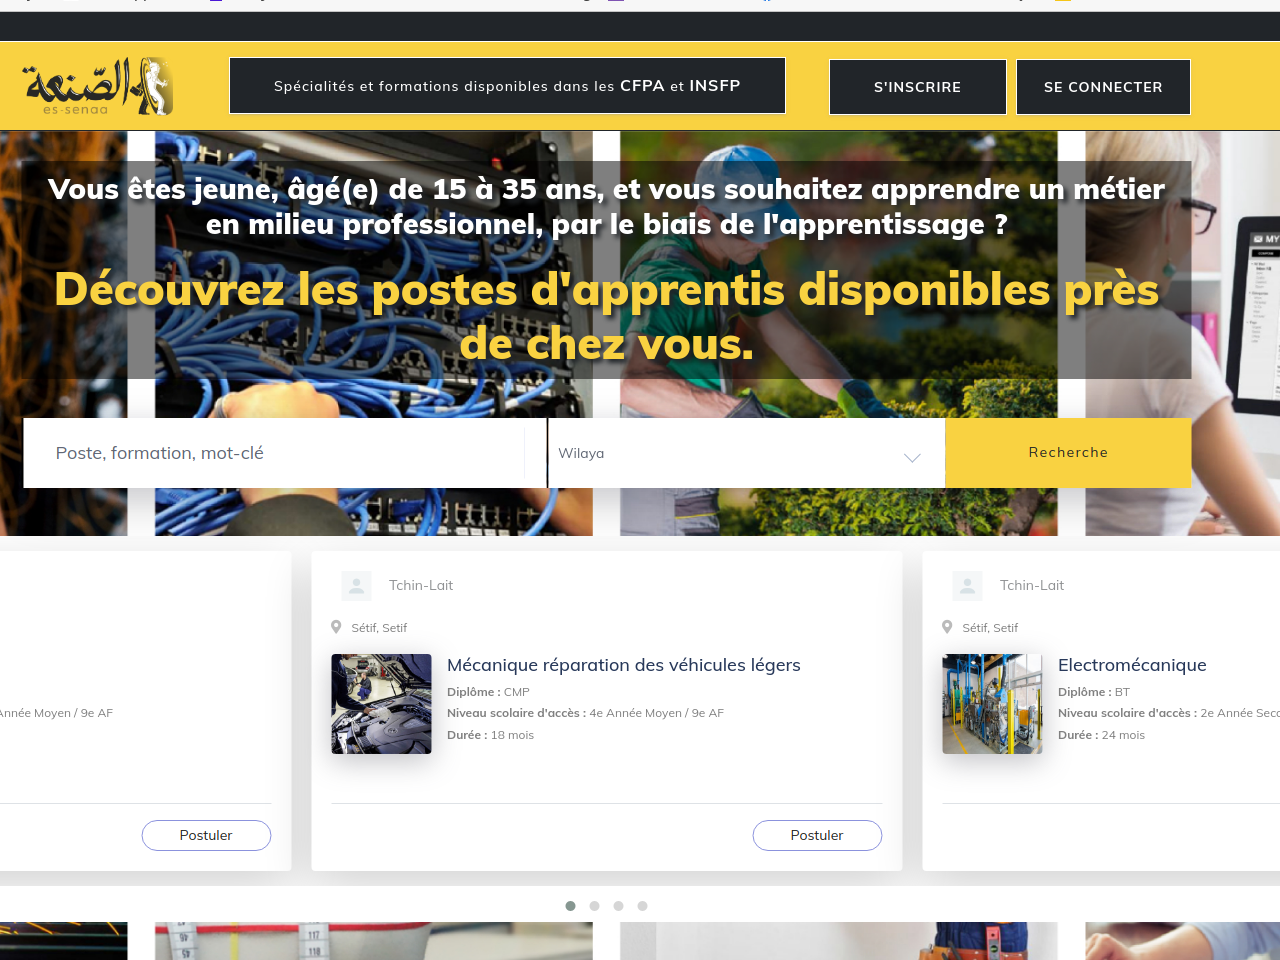 الصّنعة
es-senaa
Spécialités et formations disponibles dans les CFPA et INSFP
S'INSCRIRE
SE CONNECTER
Vous êtes jeune, âgé(e) de 15 à 35 ans, et vous souhaitez apprendre un métier
en milieu professionnel, par le biais de l'apprentissage ?
Découvrez les postes d'apprentis disponibles près
de chez vous.
MY
Poste, formation, mot-clé
Wilaya
Recherche
Année Moyen / 9e AF
Postuler
Tchin-Lait
Sétif, Setif
Mécanique réparation des véhicules légers
Diplôme : CMP
Niveau scolaire d'accès : 4e Année Moyen / 9e AF
Durée : 18 mois
Postuler
Tchin-Lait
Sétif, Setif
Electromécanique
Diplôme : BT
Niveau scolaire d'accès : 2e Année Seco
Durée : 24 mois
117
118